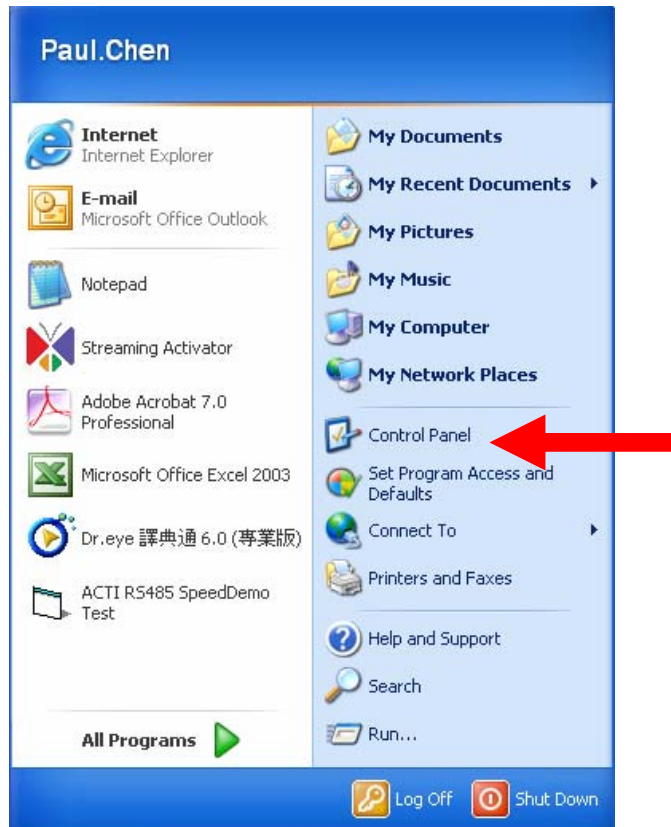 Paul.Chen
Internet
Internet Explorer
E-mail
Microsoft Office Outlook
Notepad
Streaming Activator
Adobe Acrobat 7.0
Professional
Microsoft Office Excel 2003
Dr.eye 譯典通 6.0 (專業版)
ACTI RS485 SpeedDemo
Test
All Programs
My Documents
My Recent Documents
My Pictures
My Music
My Computer
My Network Places
Control Panel
Set Program Access and
Defaults
Connect To
Printers and Faxes
Help and Support
Search
Run...
Log Off
Shut Down